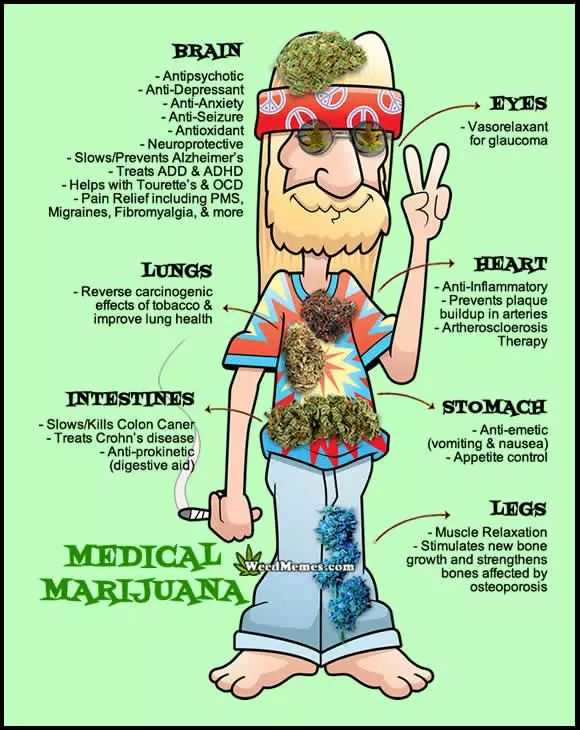 BRAIN
- Antipsychotic
- Anti-Depressant
- Anti-Anxiety
- Anti-Seizure
- Antioxidant
- Neuroprotective
- Slows/Prevents Alzheimer's
- Treats ADD & ADHD
- Helps with Tourette's & OCD
- Pain Relief including PMS,
Migraines, Fibromyalgia, & more
EYES
- Vasorelaxant
for glaucoma
LUNGS
- Reverse carcinogenic
effects of tobacco &
improve lung health
HEART
- Anti-Inflammatory
- Prevents plaque
buildup in arteries
- Artheroscloerosis
Therapy
INTESTINES
- Slows/Kills Colon Caner
- Treats Crohn's disease
- Anti-prokinetic
(digestive aid)
STOMACH
- Anti-emetic
(vomiting & nausea)
- Appetite control
LEGS
- Muscle Relaxation
- Stimulates new bone
growth and strengthens
bones affected by
osteoporosis
MEDICAL
MARIJUANA
WeedMemes.com